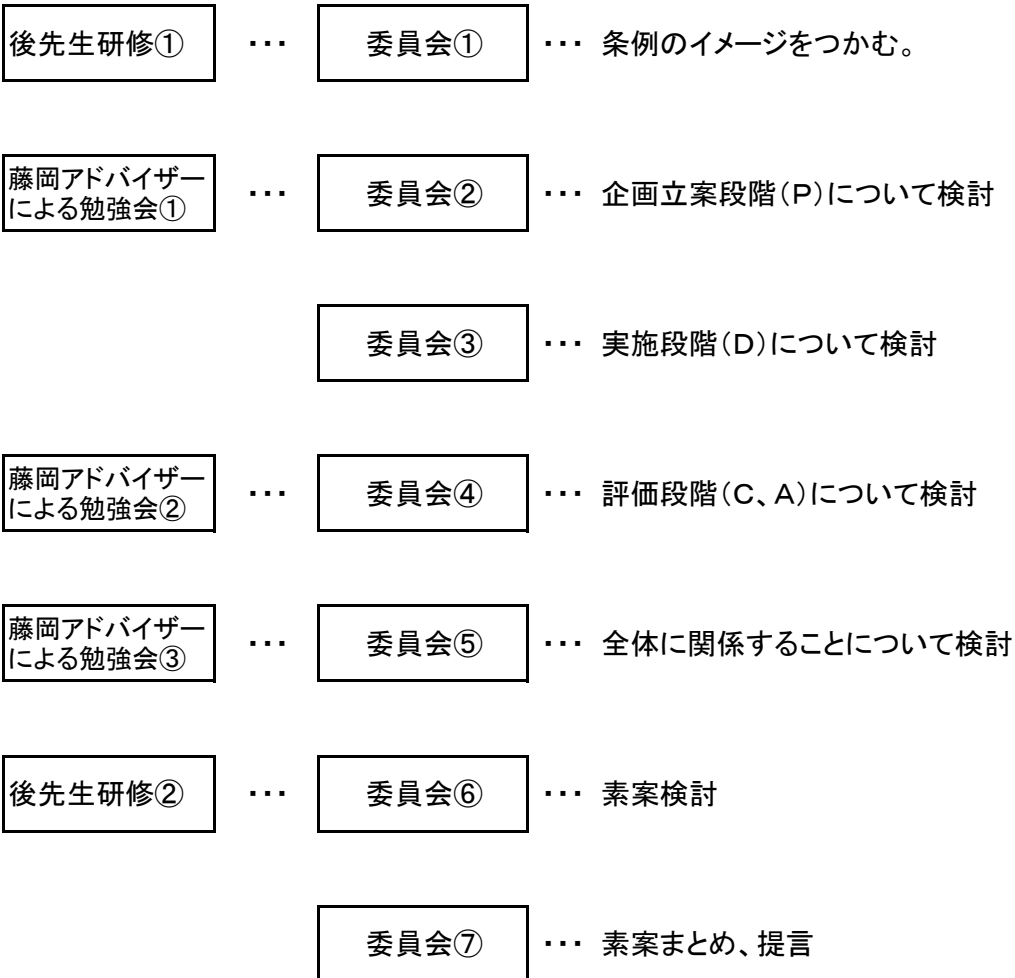 後先生研修① ・・・ 委員会① ・・・ 条例のイメージをつかむ。
藤岡アドバイザー
による勉強会① ・・・ 委員会② ・・・ 企画立案段階（P）について検討
委員会③ ・・・ 実施段階（D）について検討
藤岡アドバイザー
による勉強会② ・・・ 委員会④ ・・・ 評価段階（C、A）について検討
藤岡アドバイザー
による勉強会③ ・・・ 委員会⑤ ・・・ 全体に関係することについて検討
後先生研修② ・・・ 委員会⑥ ・・・ 素案検討
委員会⑦ ・・・ 素案まとめ、提言